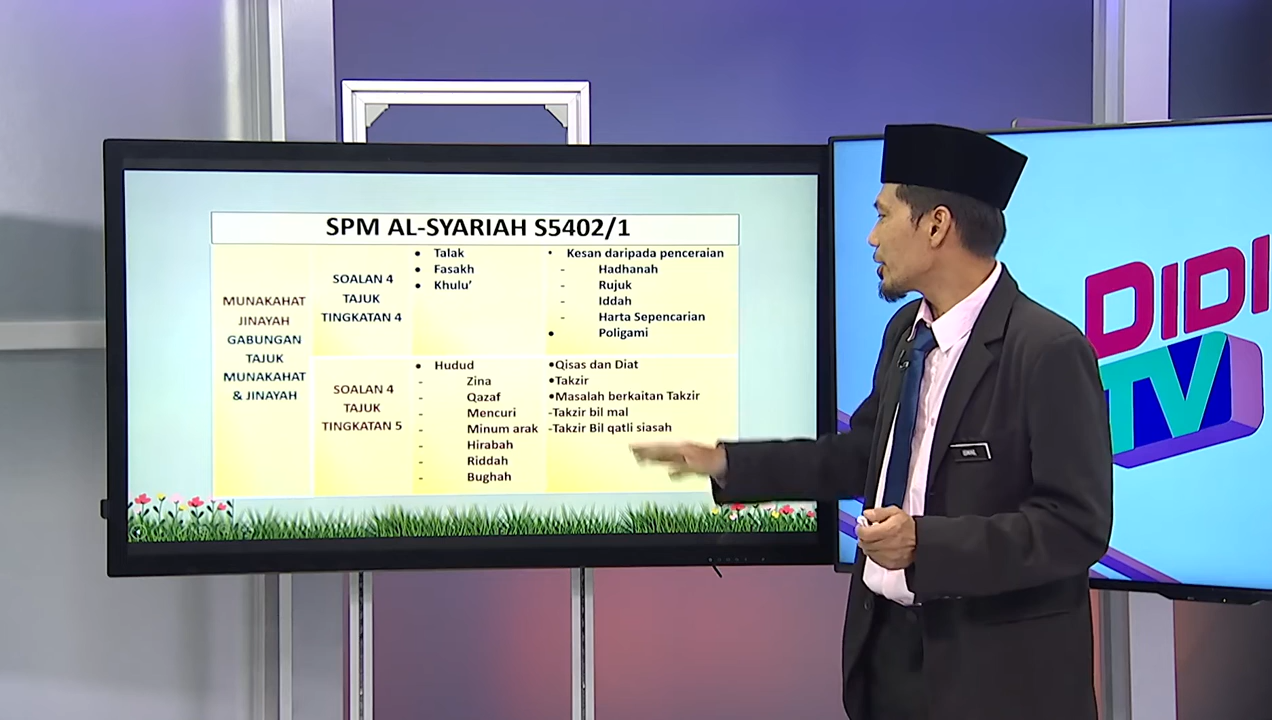 SPM AL-SYARIAH S5402/1
MUNAKAHAT
JINAYAH
GABUNGAN
TAJUK
MUNAKAHAT
& JINAYAH
SOALAN 4
TAJUK
TINGKATAN 4
• Talak
• Fasakh
• Khulu’
• Kesan daripada penceraian
- Hadhanah
- Rujuk
- Iddah
- Harta Sepencarian
• Poligami
SOALAN 4
TAJUK
TINGKATAN 5
• Hudud
- Zina
- Qazaf
- Mencuri
- Minum arak
- Hirabah
- Riddah
- Bughah
•Qisas dan Diat
•Takzir
•Masalah berkaitan Takzir
-Takzir bil mal
-Takzir Bil qatli siasah
DIDI
TV